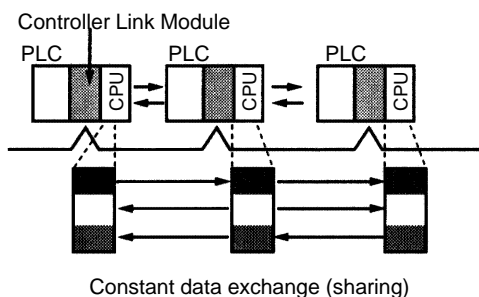 Controller Link Module
PLC PLC PLC
CPU CPU CPU
Constant data exchange (sharing)